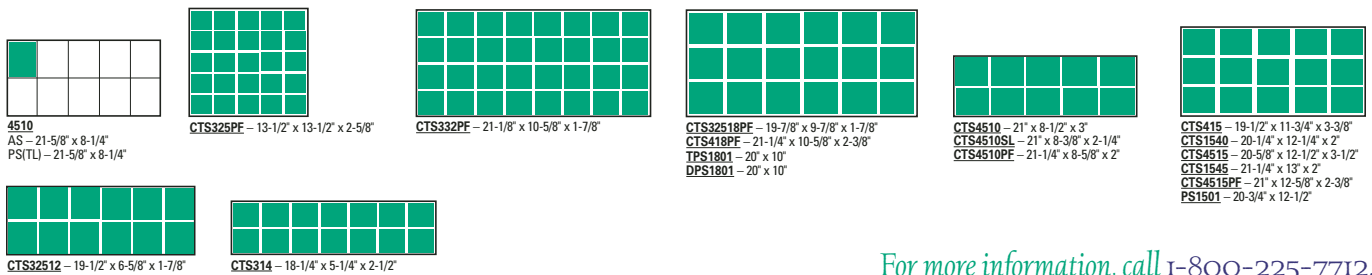 4510
AS – 21-5/8" x 8-1/4"
PS(TL) – 21-5/8" x 8-1/4"
CTS325PF – 13-1/2" x 13-1/2" x 2-5/8"
CTS332PF – 21-1/8" x 10-5/8" x 1-7/8"
CTS32518PF – 19-7/8" x 9-7/8" x 1-7/8"
CTS418PF – 21-1/4" x 10-5/8" x 2-3/8"
TPS1801 – 20" x 10"
DPS1801 – 20" x 10"
CTS4510 – 21" x 8-1/2" x 3"
CTS4510SL – 21" x 8-3/8" x 2-1/4"
CTS4510PF – 21-1/4" x 8-5/8" x 2"
CTS415 – 19-1/2" x 11-3/4" x 3-3/8"
CTS1540 – 20-1/4" x 12-1/4" x 2"
CTS4515 – 20-5/8" x 12-1/2" x 3-1/2"
CTS1545 – 21-1/4" x 13" x 2"
CTS4515PF – 21" x 12-5/8" x 2-3/8"
PS1501 – 20-3/4" x 12-1/2"
CTS32512 – 19-1/2" x 6-5/8" x 1-7/8"
CTS314 – 18-1/4" x 5-1/4" x 2-1/2"
For more information, call 1-800-225-7712